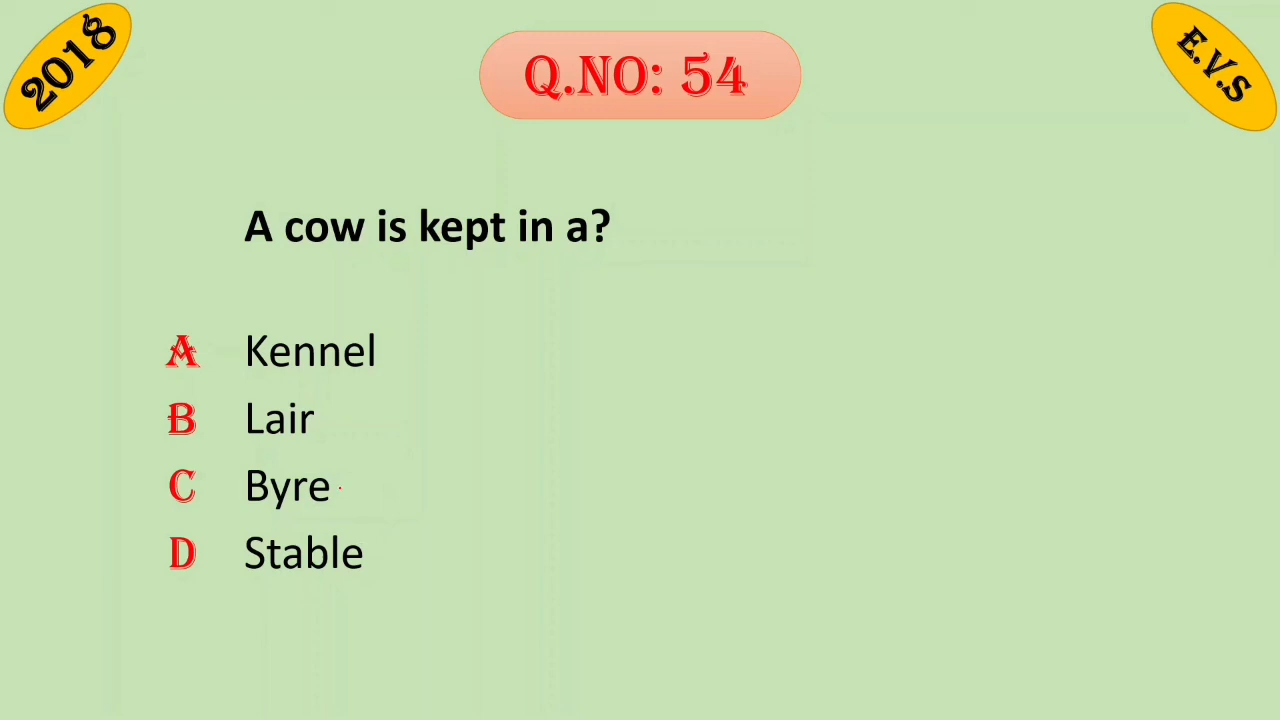 2018
Q.NO: 54
E.V.S
A cow is kept in a?
A Kennel
B Lair
C Byre
D Stable